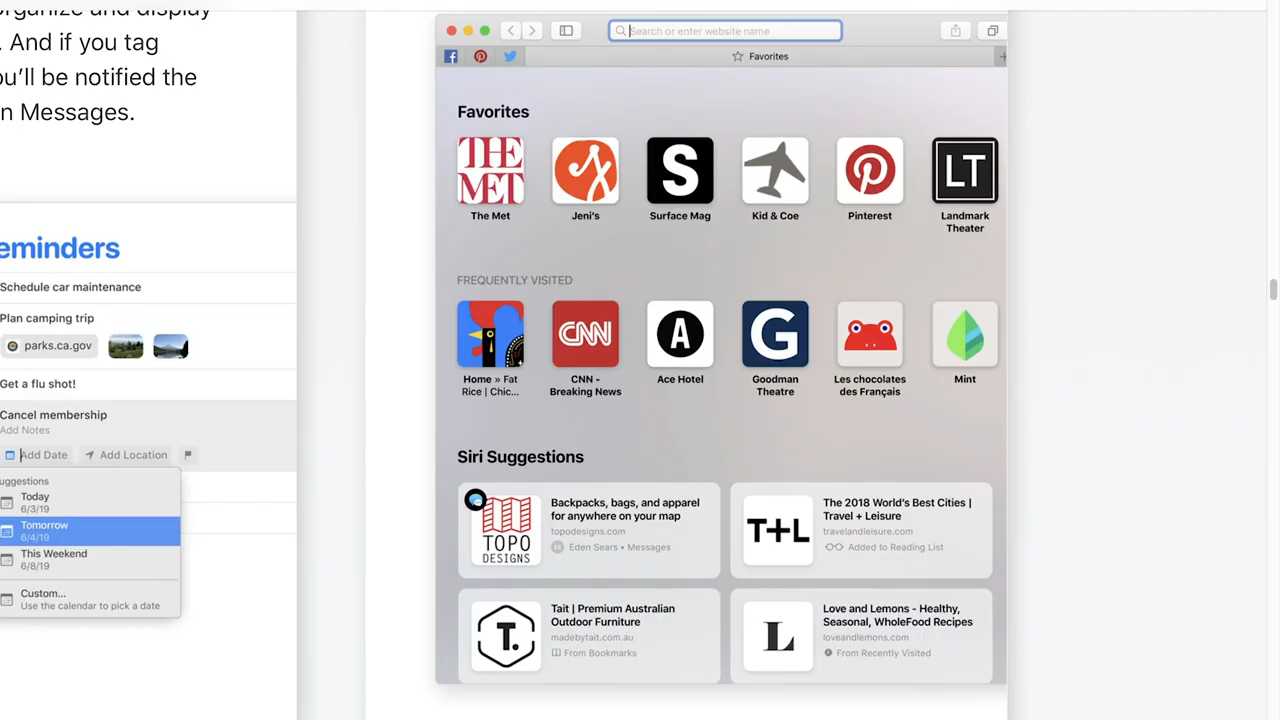 organize and display
. And if you tag
ou'll be notified the
n Messages.
eminders
Schedule car maintenance
Plan camping trip
parks.ca.gov
Get a flu shot!
Cancel membership
Add Notes
Add Date Add Location
uggestions
Today
6/3/19
Tomorrow
6/4/19
This Weekend
6/8/19
Custom...
Use the calendar to pick a date
Search or enter website name
Favorites
Favorites
THE
MET
S
LT
The Met Jeni's Surface Mag Kid & Coe Pinterest Landmark
Theater
FREQUENTLY VISITED
CNN A G
Home » Fat CNN - Ace Hotel Goodman Les chocolates Mint
Rice | Chic... Breaking News Theatre des Français
Siri Suggestions
TOPO
DESIGNS
Backpacks, bags, and apparel
for anywhere on your map
topodesigns.com
ES Eden Sears • Messages
T+L
The 2018 World's Best Cities |
Travel + Leisure
travelandleisure.com
Added to Reading List
T.
Tait | Premium Australian
Outdoor Furniture
madebytait.com.au
From Bookmarks
L
Love and Lemons - Healthy,
Seasonal, WholeFood Recipes
loveandlemons.com
From Recently Visited